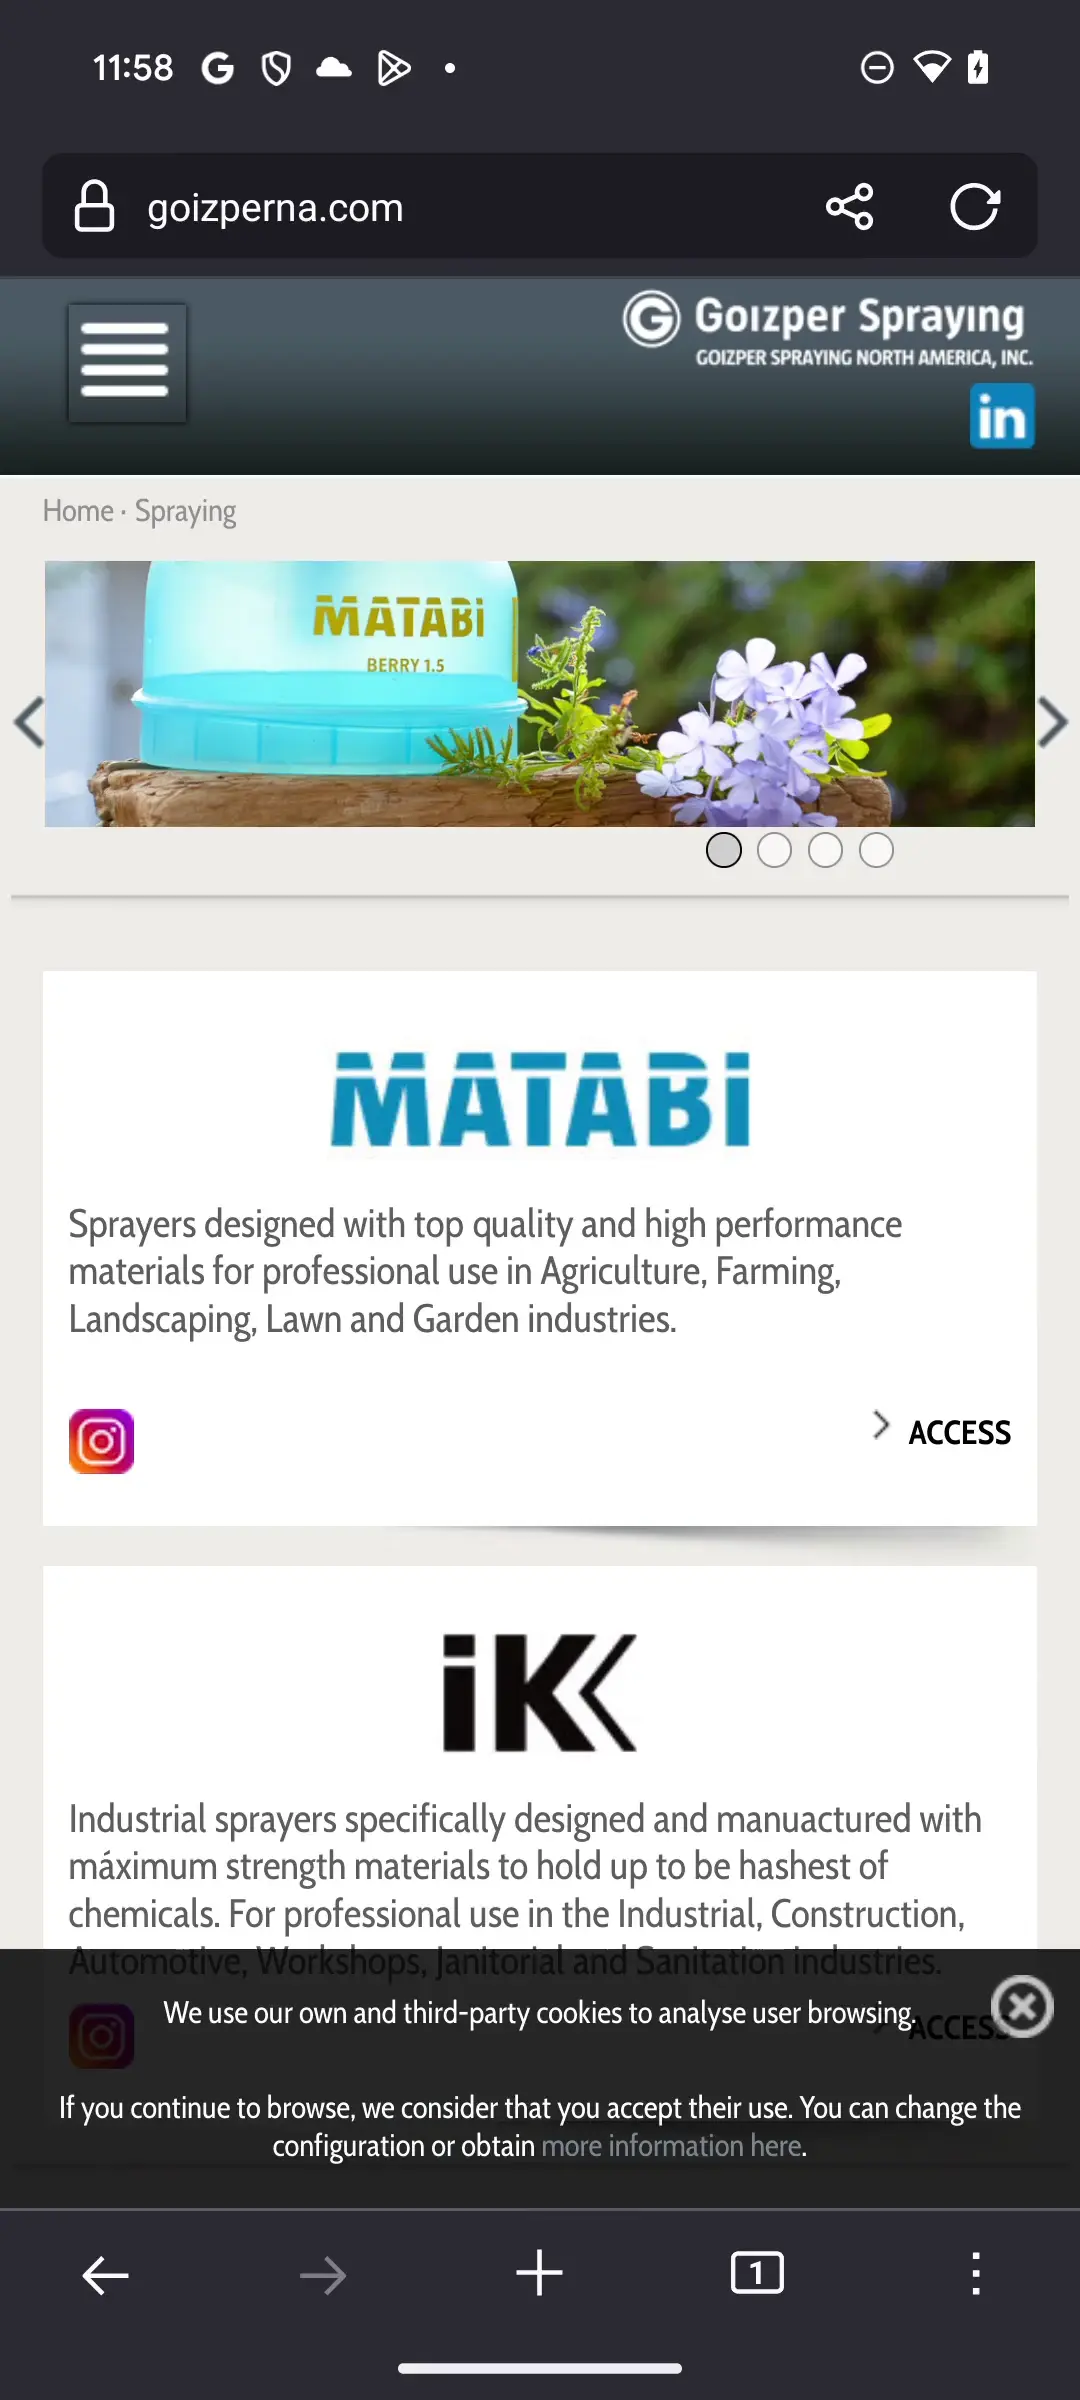 11:58
goizperna.com
Goizper Spraying
GOIZPER SPRAYING NORTH AMERICA, INC.
in
Home · Spraying
MATABi
BERRY 1.5
MATABi
Sprayers designed with top quality and high performance
materials for professional use in Agriculture, Farming,
Landscaping, Lawn and Garden industries.
ACCESS
iK
Industrial sprayers specifically designed and manuactured with
máximum strength materials to hold up to be hashest of
chemicals. For professional use in the Industrial, Construction,
Automotive, Workshops, Janitorial and Sanitation industries.
We use our own and third-party cookies to analyse user browsing.
ACCESS
If you continue to browse, we consider that you accept their use. You can change the
configuration or obtain more information here.
1